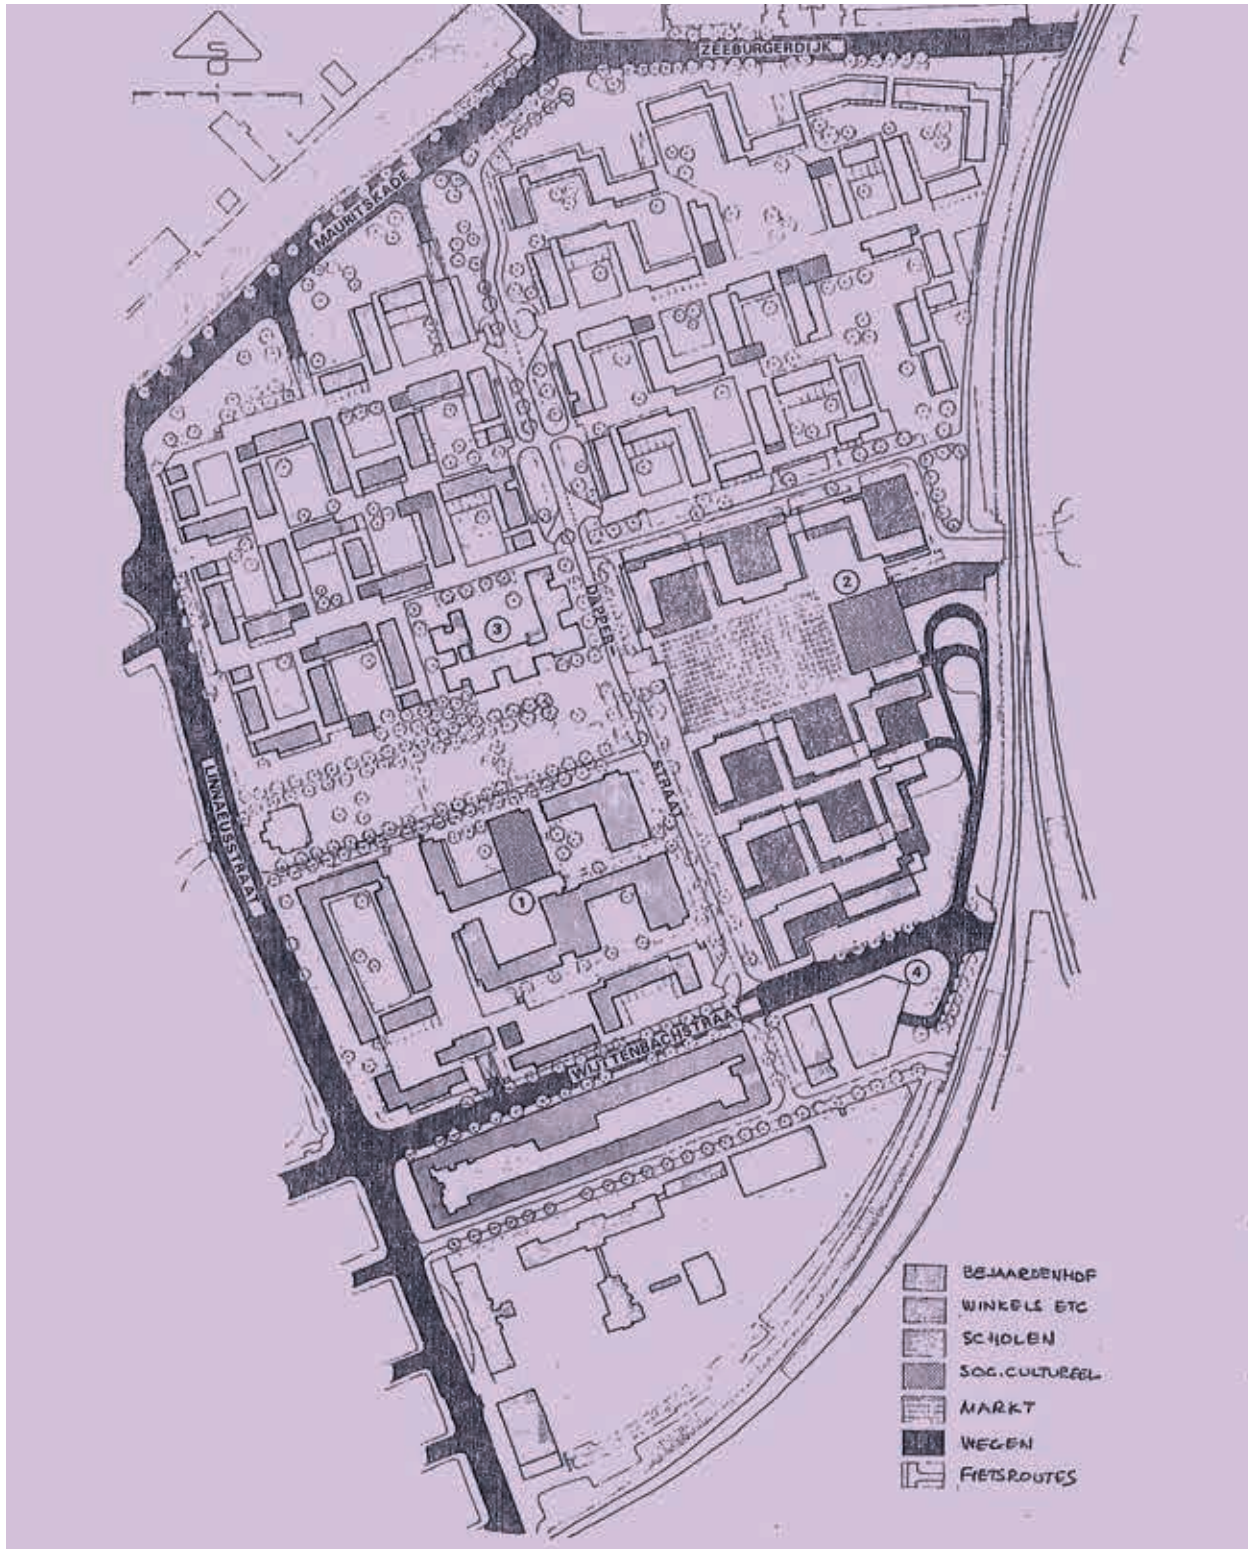 ZEEBURGERDIJK
MAURITSKADE
3
2
DAPPER-
STRAAT
LINNAEUSSTRAAT
1
4
WIJTTENBACHSTRAAT
BEJAARDENHOF
WINKELS ETC
SCHOLEN
SOC. CULTUREEL
MARKT
WEGEN
FIETSROUTES